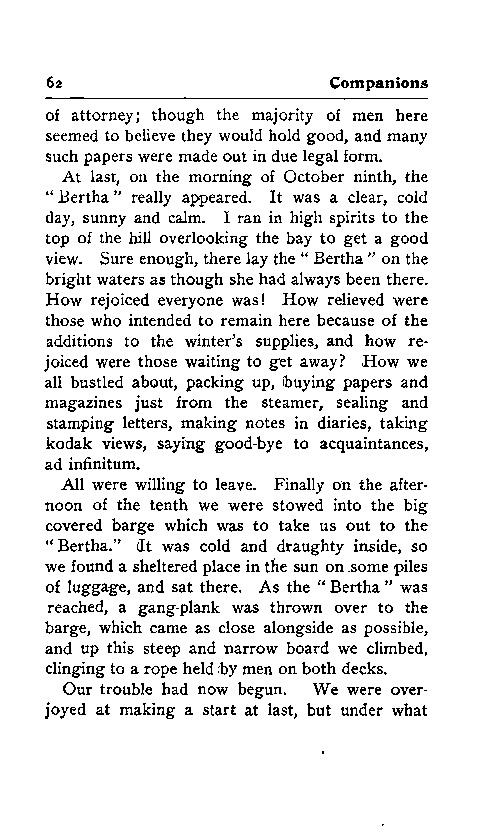 62 Companions
of attorney; though the majority of men here
seemed to believe they would hold good, and many
such papers were made out in due legal form.
At last, on the morning of October ninth, the
"Bertha" really appeared. It was a clear, cold
day, sunny and calm. I ran in high spirits to the
top of the hill overlooking the bay to get a good
view. Sure enough, there lay the "Bertha" on the
bright waters as though she had always been there.
How rejoiced everyone was! How relieved were
those who intended to remain here because of the
additions to the winter's supplies, and how re-
joiced were those waiting to get away? How we
all bustled about, packing up, buying papers and
magazines just from the steamer, sealing and
stamping letters, making notes in diaries, taking
kodak views, saying good-bye to acquaintances,
ad infinitum.
All were willing to leave. Finally on the after-
noon of the tenth we were stowed into the big
covered barge which was to take us out to the
"Bertha." It was cold and draughty inside, so
we found a sheltered place in the sun on some piles
of luggage, and sat there. As the "Bertha" was
reached, a gang-plank was thrown over to the
barge, which came as close alongside as possible,
and up this steep and narrow board we climbed,
clinging to a rope held by men on both decks.
Our trouble had now begun. We were over-
joyed at making a start at last, but under what